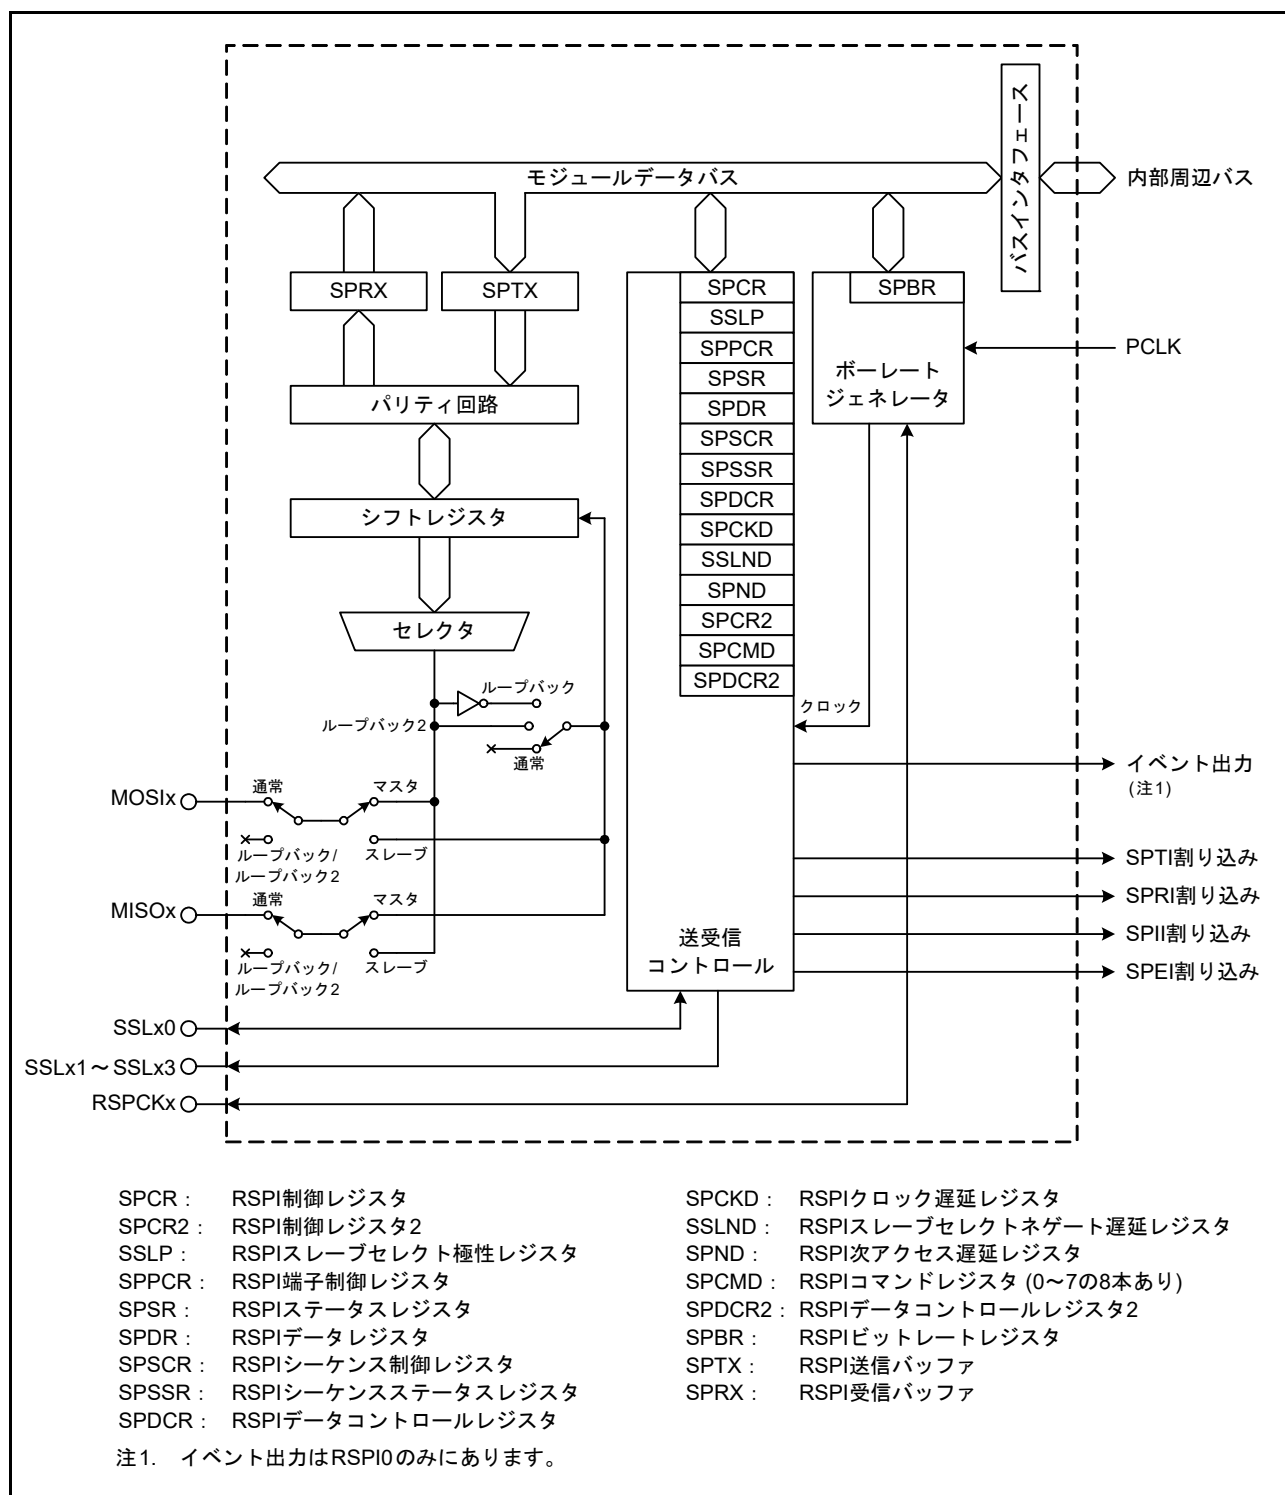 モジュールデータバス
バスインタフェース
内部周辺バス
SPRX
SPTX
SPCR
SSLP
SPPCR
SPSR
SPDR
SPSCR
SPSSR
SPDCR
SPCKD
SSLND
SPND
SPCR2
SPCMD
SPDCR2
SPBR
ボーレート
ジェネレータ
PCLK
パリティ回路
シフトレジスタ
セレクタ
ループバック
ループバック2
通常
クロック
イベント出力
(注1)
MOSIx
通常
マスタ
ループバック/
ループバック2
スレーブ
MISOx
通常
マスタ
ループバック/
ループバック2
スレーブ
送受信
コントロール
SPTI割り込み
SPRI割り込み
SPII割り込み
SPEI割り込み
SSLx0
SSLx1～SSLx3
RSPCKx
SPCR : RSPI制御レジスタ
SPCR2 : RSPI制御レジスタ2
SSLP : RSPIスレーブセレクト極性レジスタ
SPPCR : RSPI端子制御レジスタ
SPSR : RSPIステータスレジスタ
SPDR : RSPIデータレジスタ
SPSCR : RSPIシーケンス制御レジスタ
SPSSR : RSPIシーケンスステータスレジスタ
SPDCR : RSPIデータコントロールレジスタ
SPCKD : RSPIクロック遅延レジスタ
SSLND : RSPIスレーブセレクトネゲート遅延レジスタ
SPND : RSPI次アクセス遅延レジスタ
SPCMD : RSPIコマンドレジスタ (0～7の8本あり)
SPDCR2 : RSPIデータコントロールレジスタ2
SPBR : RSPIビットレートレジスタ
SPTX : RSPI送信バッファ
SPRX : RSPI受信バッファ
注1. イベント出力はRSPI0のみにあります。